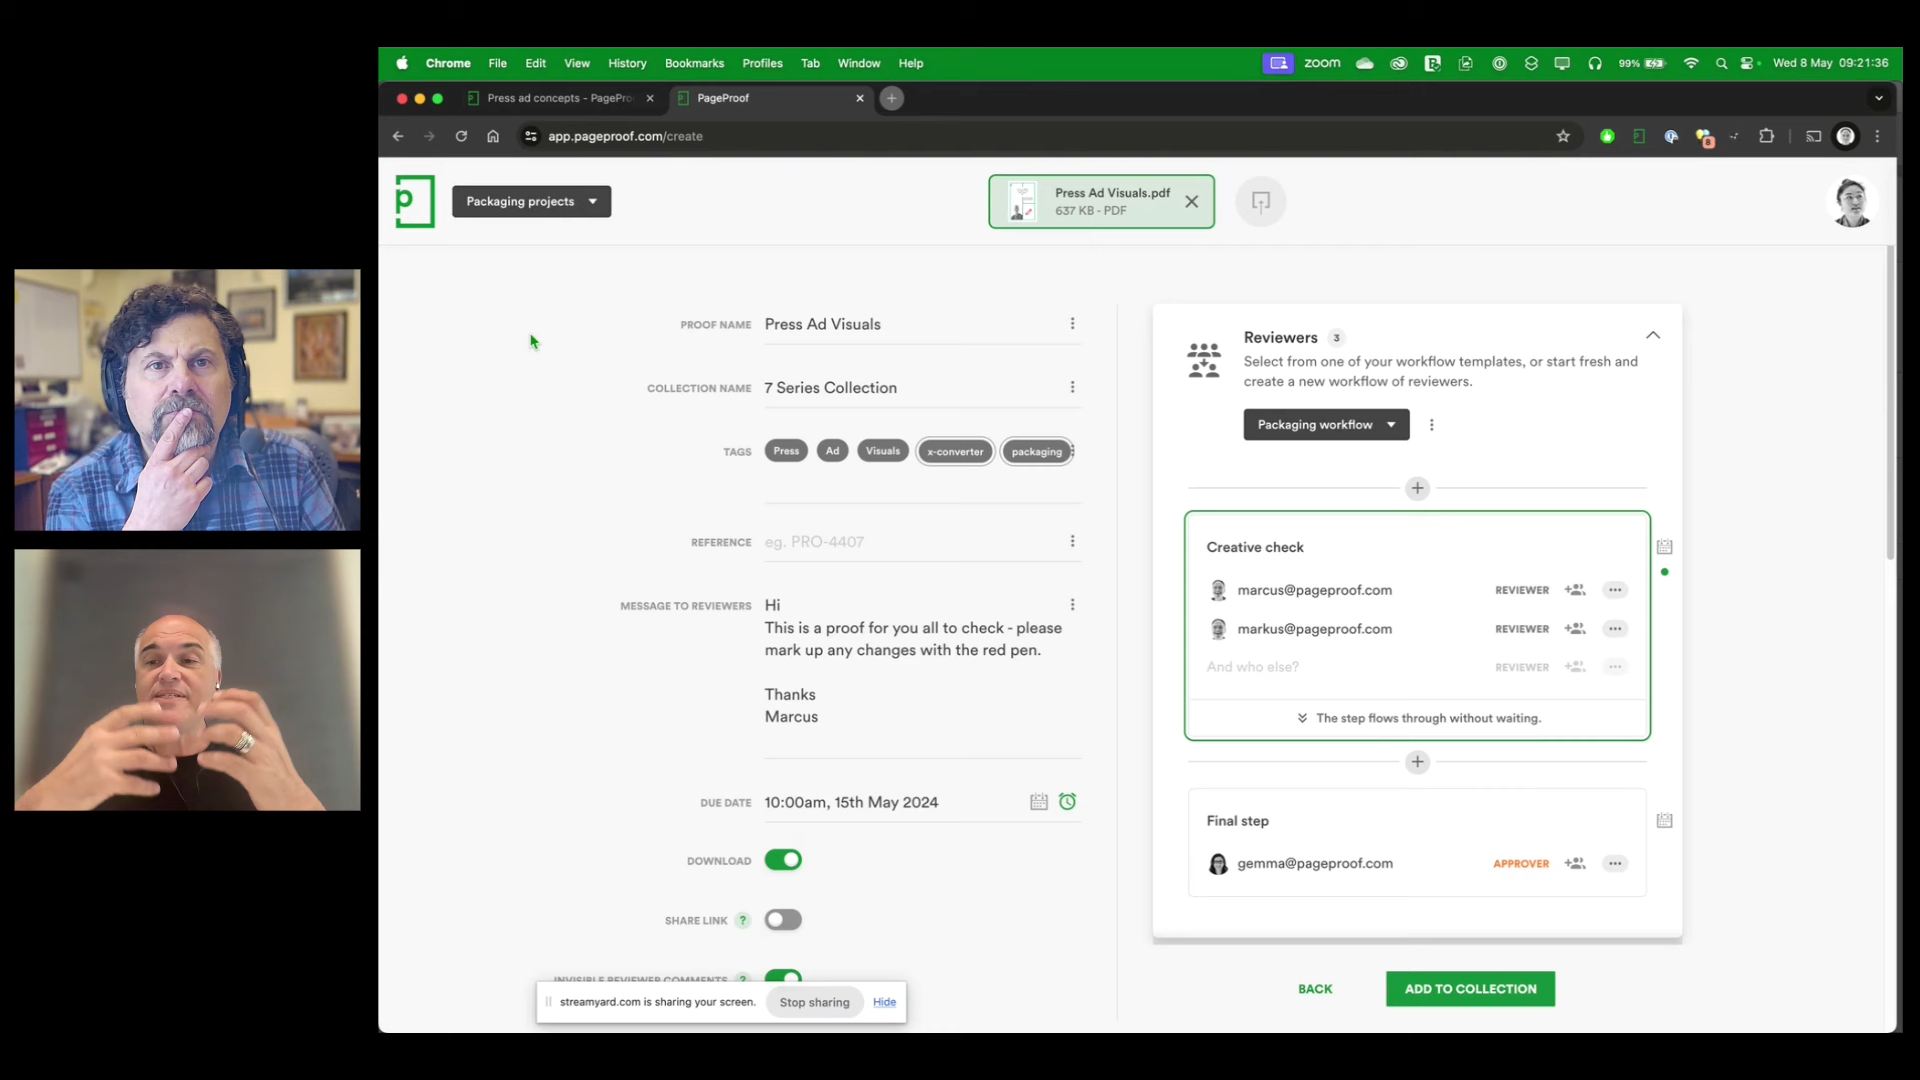 Chrome File Edit View History Bookmarks Profiles Tab Window Help
zoom 99% Wed 8 May 09:21:36
Press ad concepts - PagePro
PageProof
app.pageproof.com/create
8
p
Packaging projects
Press Ad Visuals.pdf
637 KB - PDF
PROOF NAME Press Ad Visuals
COLLECTION NAME 7 Series Collection
TAGS Press Ad Visuals x-converter packaging
REFERENCE eg. PRO-4407
MESSAGE TO REVIEWERS Hi
This is a proof for you all to check - please
mark up any changes with the red pen.
Thanks
Marcus
DUE DATE 10:00am, 15th May 2024
DOWNLOAD
SHARE LINK ?
INVISIBLE REVIEWER COMMENTS ?
streamyard.com is sharing your screen. Stop sharing Hide
Reviewers 3
Select from one of your workflow templates, or start fresh and
create a new workflow of reviewers.
Packaging workflow
Creative check
marcus@pageproof.com REVIEWER
markus@pageproof.com REVIEWER
And who else? REVIEWER
The step flows through without waiting.
Final step
gemma@pageproof.com APPROVER
BACK ADD TO COLLECTION